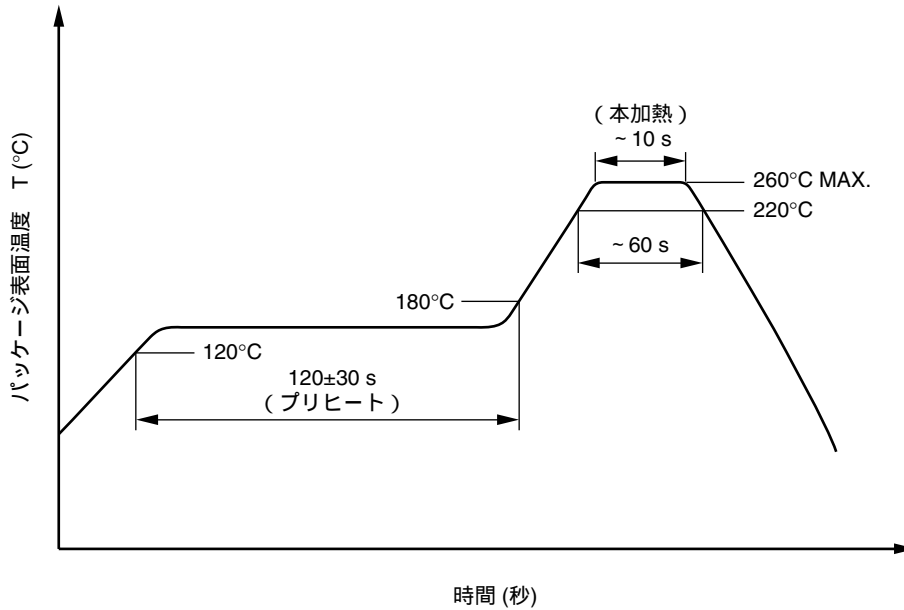 パッケージ表面温度 T (°C)
( 本加熱 )
~ 10 s
260°C MAX.
220°C
~ 60 s
180°C
120°C
120±30 s
( プリヒート )
時間 (秒)